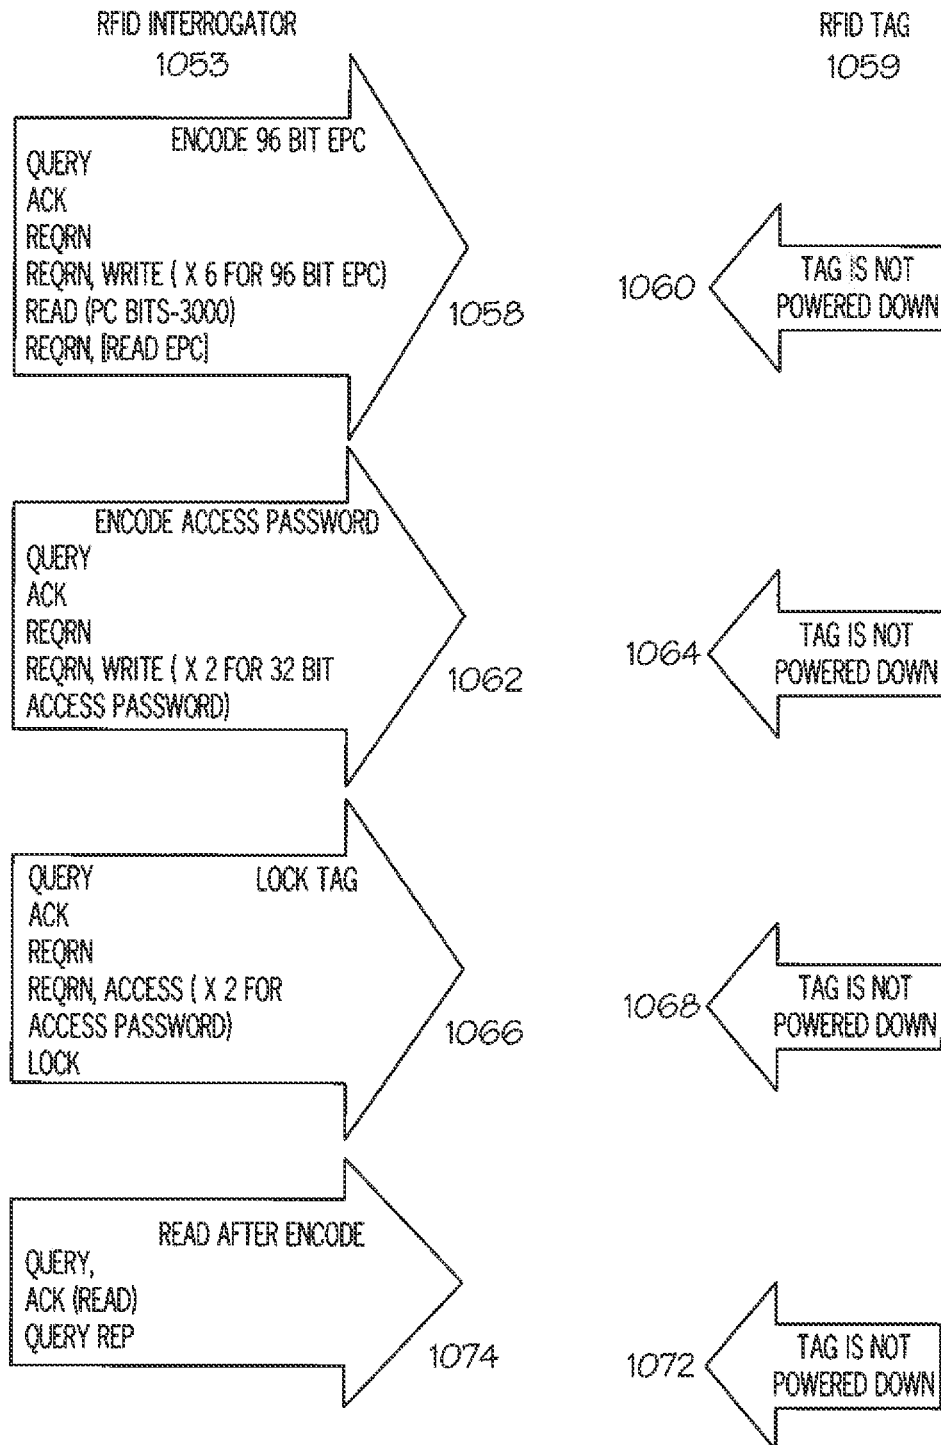 RFID INTERROGATOR
1053
RFID TAG
1059
ENCODE 96 BIT EPC
QUERY
ACK
REQRN
REQRN, WRITE ( X 6 FOR 96 BIT EPC)
READ (PC BITS-3000)
REQRN, [READ EPC]
1058
1060
TAG IS NOT
POWERED DOWN
ENCODE ACCESS PASSWORD
QUERY
ACK
REQRN
REQRN, WRITE ( X 2 FOR 32 BIT
ACCESS PASSWORD)
1062
1064
TAG IS NOT
POWERED DOWN
QUERY LOCK TAG
ACK
REQRN
REQRN, ACCESS ( X 2 FOR
ACCESS PASSWORD)
LOCK
1066
1068
TAG IS NOT
POWERED DOWN
READ AFTER ENCODE
QUERY,
ACK (READ)
QUERY REP
1074
1072
TAG IS NOT
POWERED DOWN